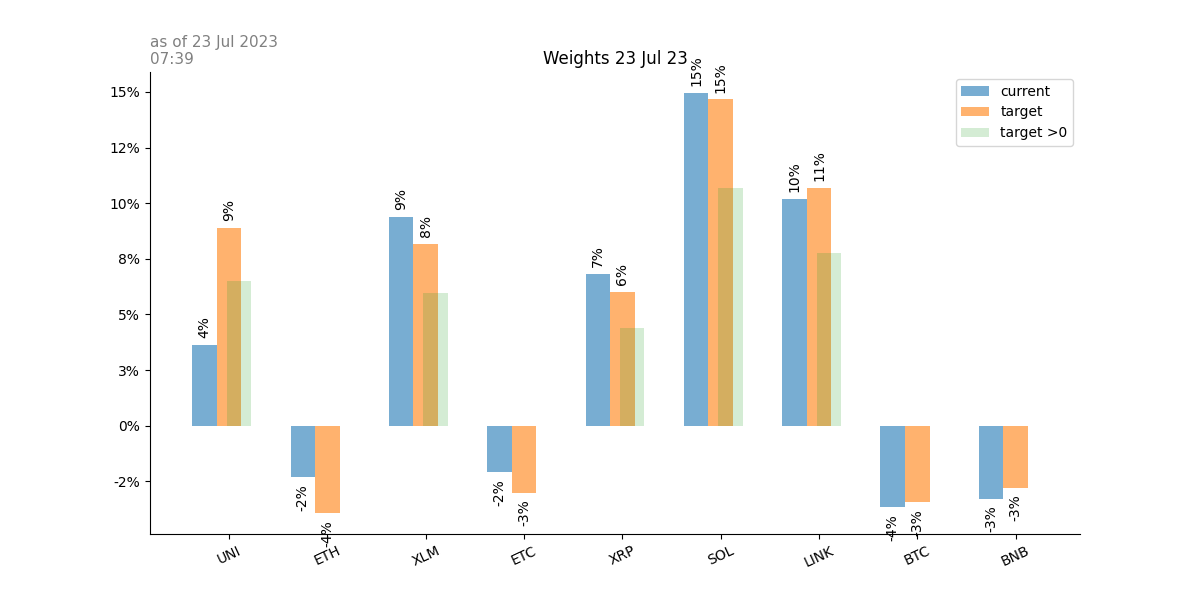 as of 23 Jul 2023
07:39
Weights 23 Jul 23
current
target
target >0
15%
12%
10%
8%
5%
3%
0%
-2%
4%
9%
-2%
-4%
9%
8%
-2%
-3%
7%
6%
15%
15%
10%
11%
-4%
-3%
-3%
-3%
UNI
ETH
XLM
ETC
XRP
SOL
LINK
BTC
BNB